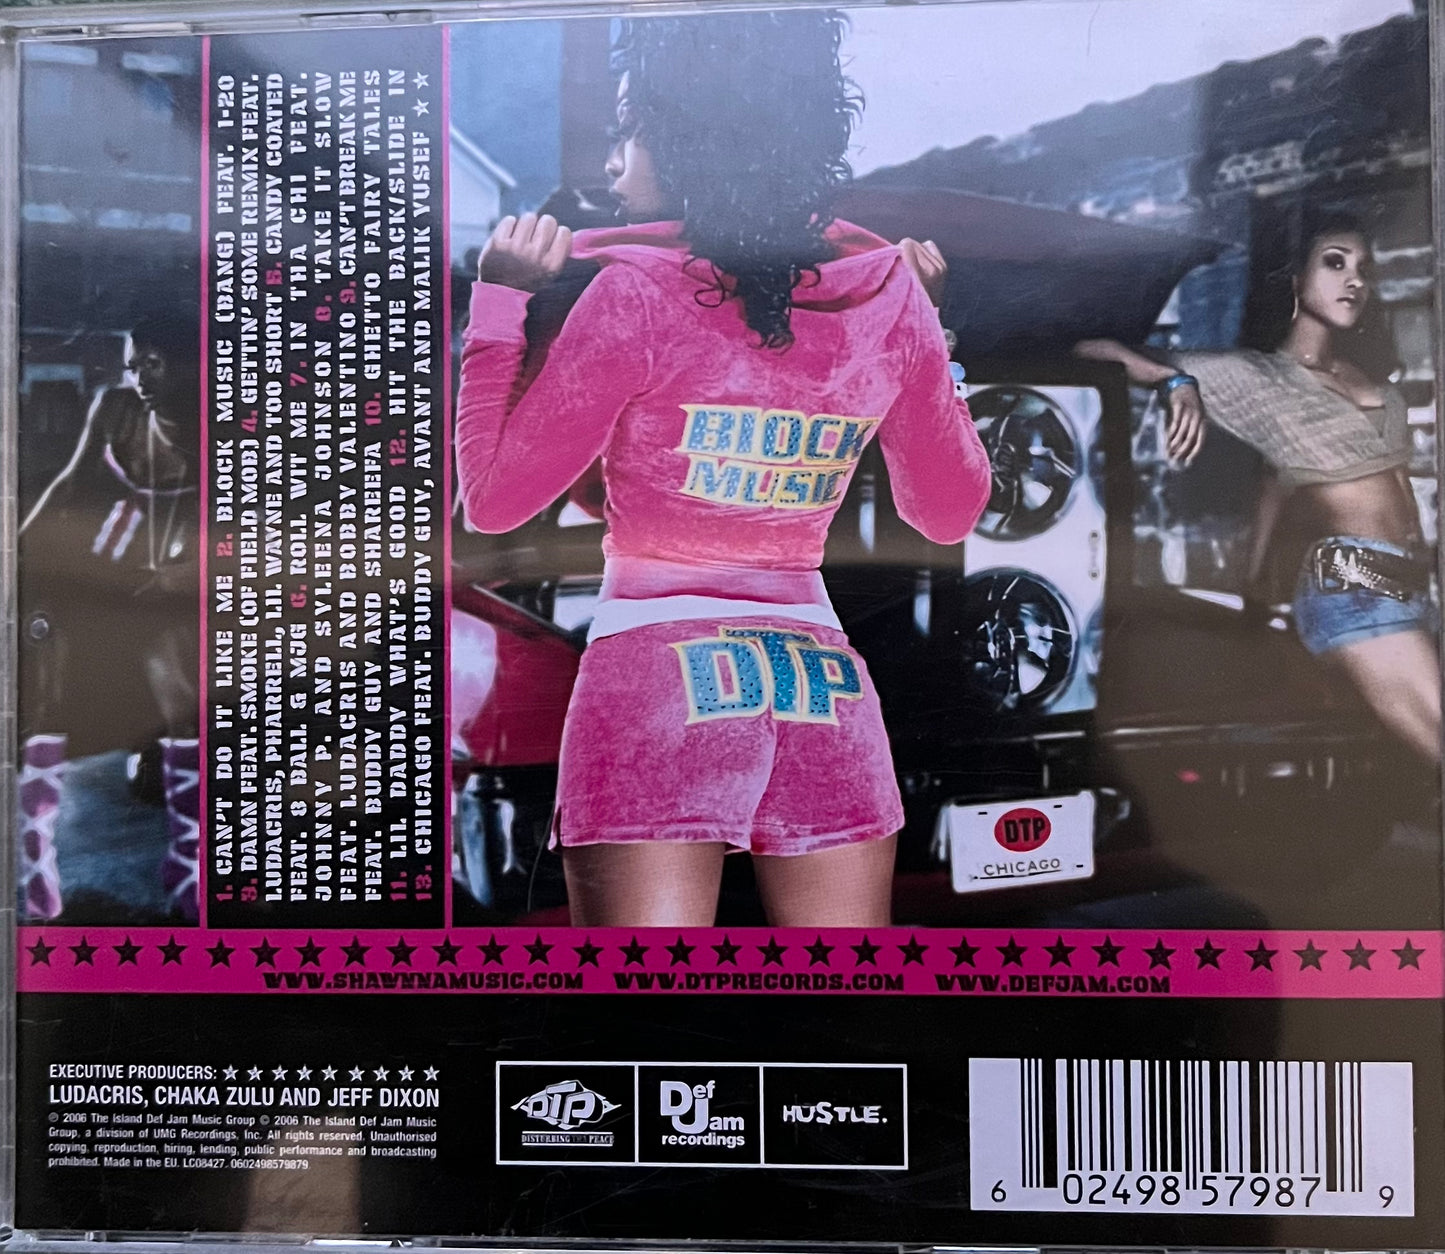 1. CAN'T DO IT LIKE ME 2. BLOCK MUSIC (BANG) FEAT. I-20
3. DAMN FEAT. SMOKE (OF FIELD MOB) 4. GETTIN' SOME REMIX FEAT.
LUDACRIS, PHARRELL, LIL WAYNE AND TOO SHORT 5. CANDY COATED
FEAT. 8 BALL & MJG 6. ROLL WIT ME 7. IN THA CHI FEAT.
JOHNNY P. AND SYLEENA JOHNSON 8. TAKE IT SLOW
FEAT. LUDACRIS AND BOBBY VALENTINO 9. CAN'T BREAK ME
FEAT. BUDDY GUY AND SHAREEFA 10. GHETTO FAIRY TALES
11. LIL DADDY WHAT'S GOOD 12. HIT THE BACK/SLIDE IN
13. CHICAGO FEAT. BUDDY GUY, AVANT AND MALIK YUSEF ★ ★
BLOCK
MUSIC
DTP
DTP
CHICAGO
WWW.SHAWNNAMUSIC.COM WWW.DTPRECORDS.COM WWW.DEFJAM.COM
EXECUTIVE PRODUCERS: ★ ★ ★ ★ ★ ★ ★ ★ ★
LUDACRIS, CHAKA ZULU AND JEFF DIXON
℗ 2006 The Island Def Jam Music Group © 2006 The Island Def Jam Music
Group, a division of UMG Recordings, Inc. All rights reserved. Unauthorised
copying, reproduction, hiring, lending, public performance and broadcasting
prohibited. Made in the EU. LC08427. 0602498579879.
DTP
DISTURBING THA PEACE
Def
Jam
recordings
HU$TLE.
6 02498 57987 9